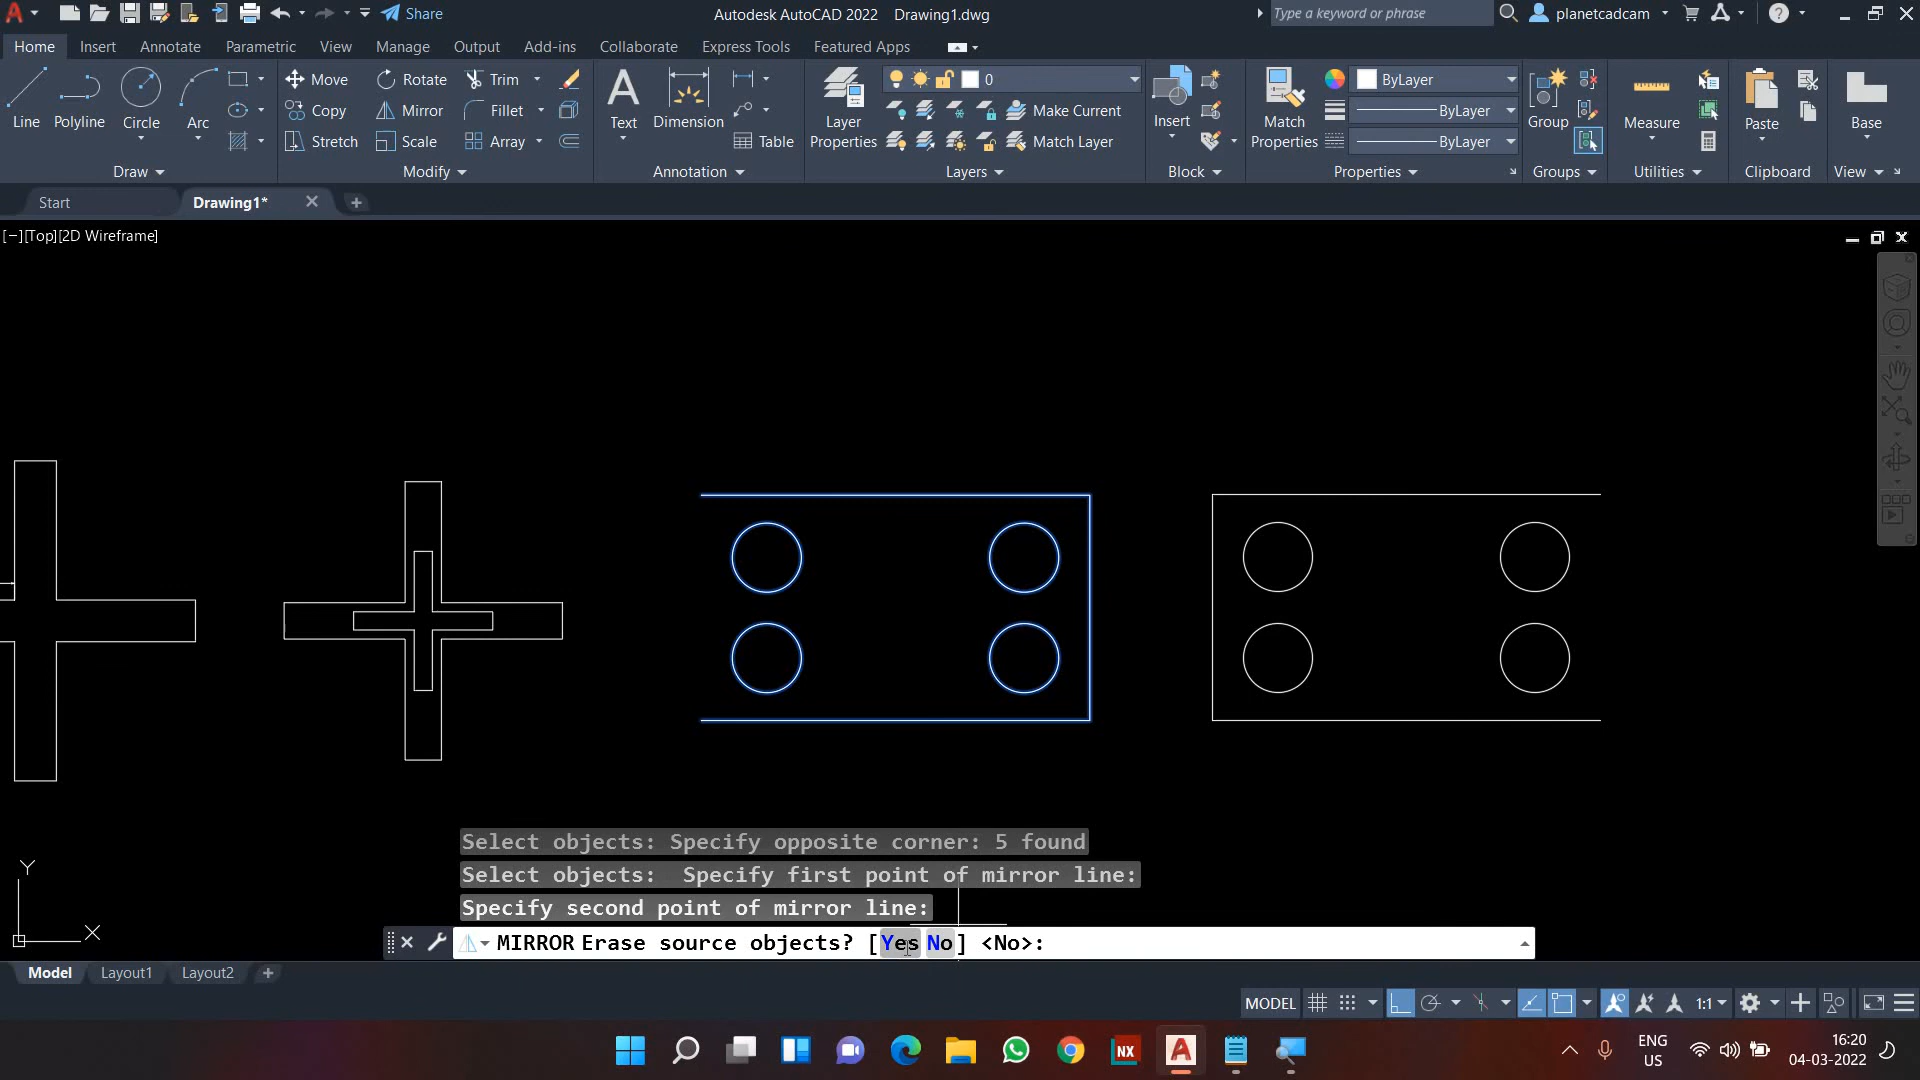 Share
Autodesk AutoCAD 2022 Drawing1.dwg
Type a keyword or phrase
planetcadcam
Home Insert Annotate Parametric View Manage Output Add-ins Collaborate Express Tools Featured Apps
Line Polyline Circle Arc
Draw
Move Rotate Trim
Copy Mirror Fillet
Stretch Scale Array
Modify
Text Dimension
Table
Annotation
Layer Properties
0
Make Current
Match Layer
Layers
Insert
Block
Match Properties
ByLayer
ByLayer
ByLayer
Properties
Group
Groups
Measure
Utilities
Paste
Clipboard
Base
View
Start Drawing1*
[−][Top][2D Wireframe]
Y
X
Select objects: Specify opposite corner: 5 found
Select objects: Specify first point of mirror line:
Specify second point of mirror line:
MIRROR Erase source objects? [Yes No] <No>:
Model Layout1 Layout2
MODEL 1:1
NX
A
ENG
US
16:20
04-03-2022